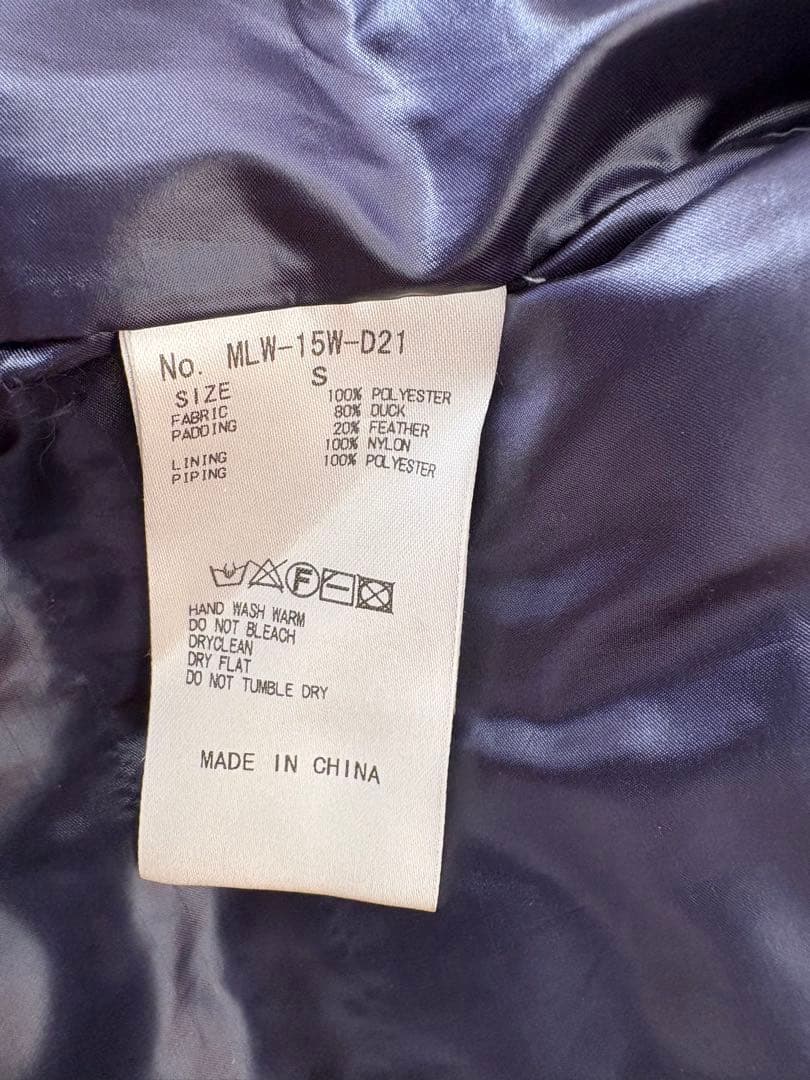 No. MLW-15W-D21
SIZE S
FABRIC 100% POLYESTER
PADDING 80% DUCK
20% FEATHER
LINING 100% NYLON
PIPING 100% POLYESTER
F
HAND WASH WARM
DO NOT BLEACH
DRYCLEAN
DRY FLAT
DO NOT TUMBLE DRY
MADE IN CHINA